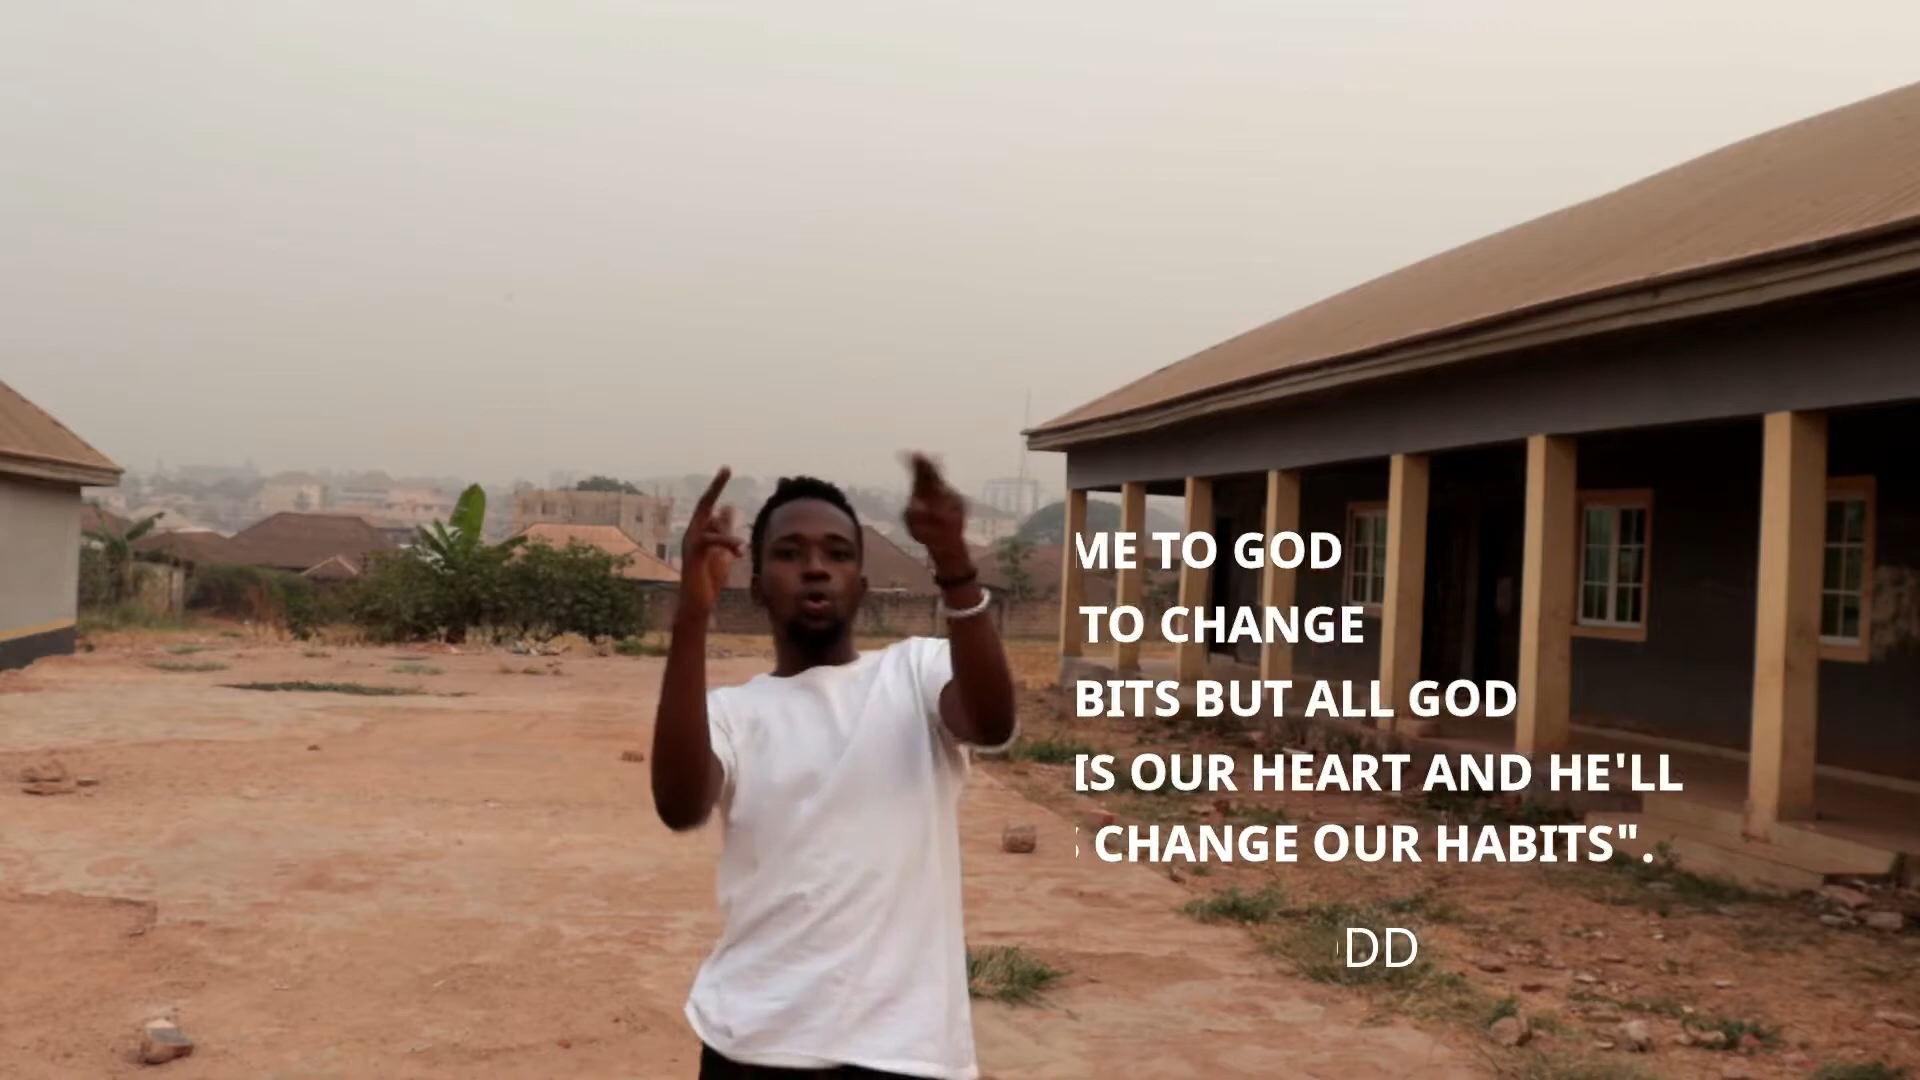 ME TO GOD
TO CHANGE
BITS BUT ALL GOD
IS OUR HEART AND HE'LL
CHANGE OUR HABITS".
DD